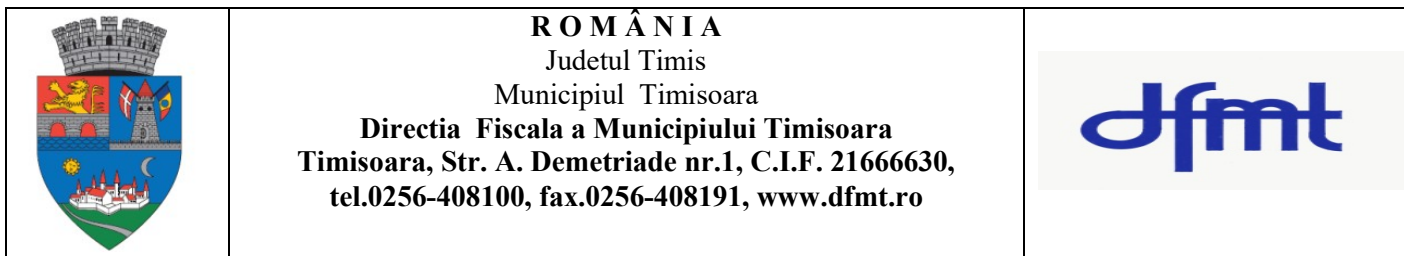 R O M Â N I A
Judetul Timis
Municipiul Timisoara
Directia Fiscala a Municipiului Timisoara
Timisoara, Str. A. Demetriade nr.1, C.I.F. 21666630,
tel.0256-408100, fax.0256-408191, www.dfmt.ro
dfmt